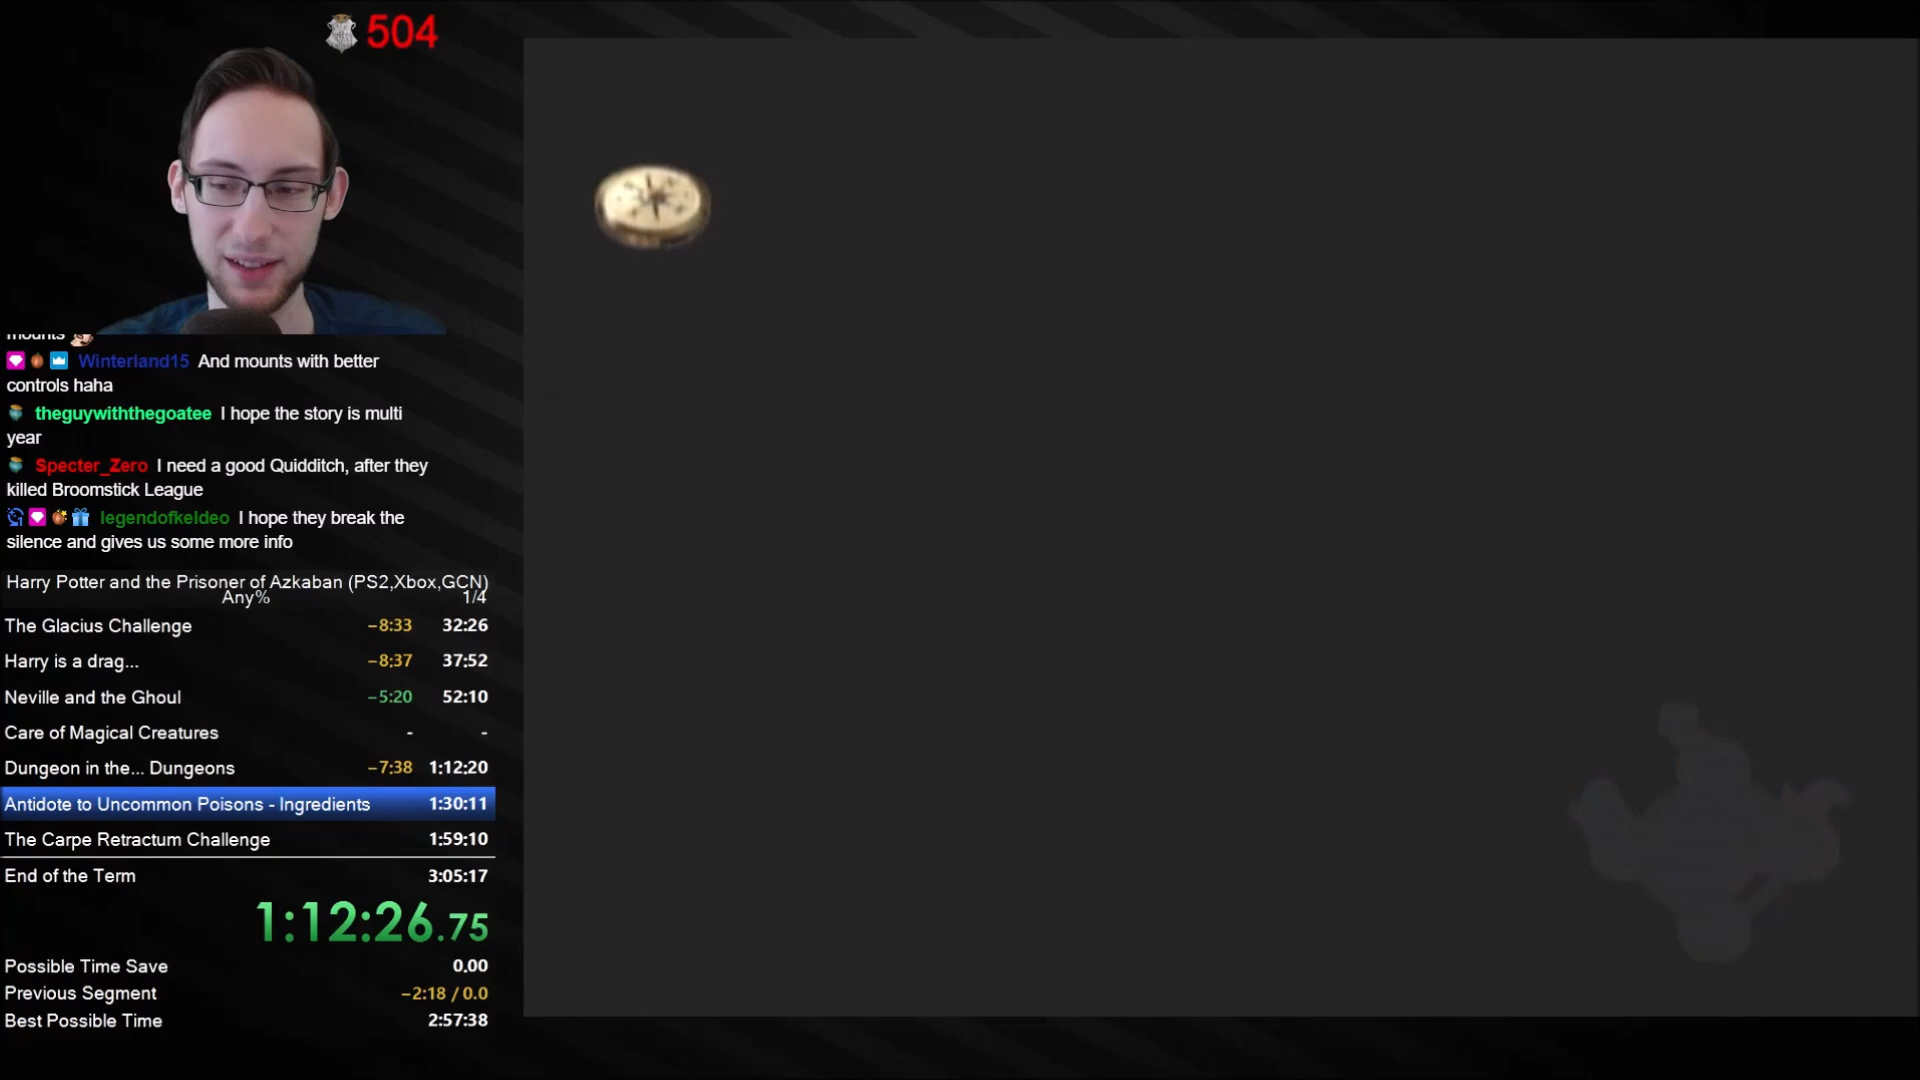 504
mounts
Winterland15 And mounts with better
controls haha
theguywiththegoatee I hope the story is multi
year
Specter_Zero I need a good Quidditch, after they
killed Broomstick League
legendofkeldeo I hope they break the
silence and gives us some more info
Harry Potter and the Prisoner of Azkaban (PS2,Xbox,GCN)
Any% 1/4
The Glacius Challenge −8:33 32:26
Harry is a drag... −8:37 37:52
Neville and the Ghoul −5:20 52:10
Care of Magical Creatures - -
Dungeon in the... Dungeons −7:38 1:12:20
Antidote to Uncommon Poisons - Ingredients 1:30:11
The Carpe Retractum Challenge 1:59:10
End of the Term 3:05:17
1:12:26.75
Possible Time Save 0.00
Previous Segment −2:18 / 0.0
Best Possible Time 2:57:38